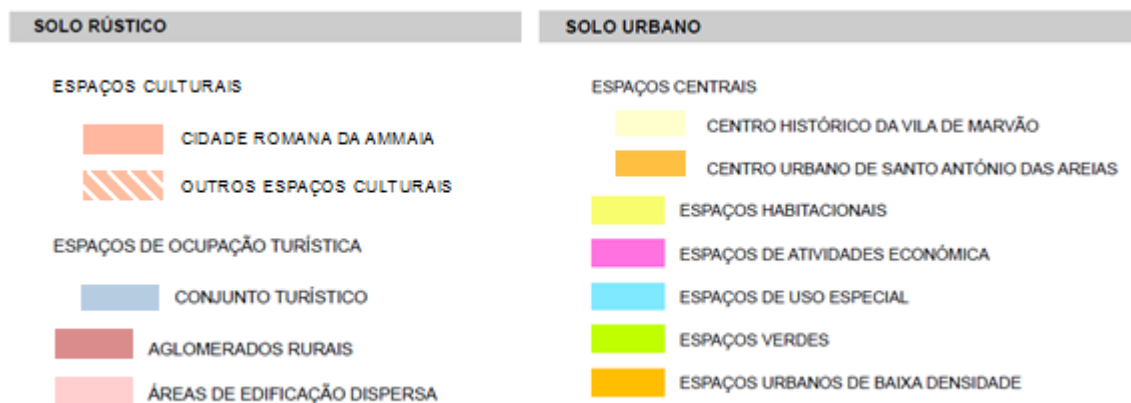 SOLO RÚSTICO
ESPAÇOS CULTURAIS
CIDADE ROMANA DA AMMAIA
OUTROS ESPAÇOS CULTURAIS
ESPAÇOS DE OCUPAÇÃO TURÍSTICA
CONJUNTO TURÍSTICO
AGLOMERADOS RURAIS
ÁREAS DE EDIFICAÇÃO DISPERSA
SOLO URBANO
ESPAÇOS CENTRAIS
CENTRO HISTÓRICO DA VILA DE MARVÃO
CENTRO URBANO DE SANTO ANTÓNIO DAS AREIAS
ESPAÇOS HABITACIONAIS
ESPAÇOS DE ATIVIDADES ECONÓMICA
ESPAÇOS DE USO ESPECIAL
ESPAÇOS VERDES
ESPAÇOS URBANOS DE BAIXA DENSIDADE